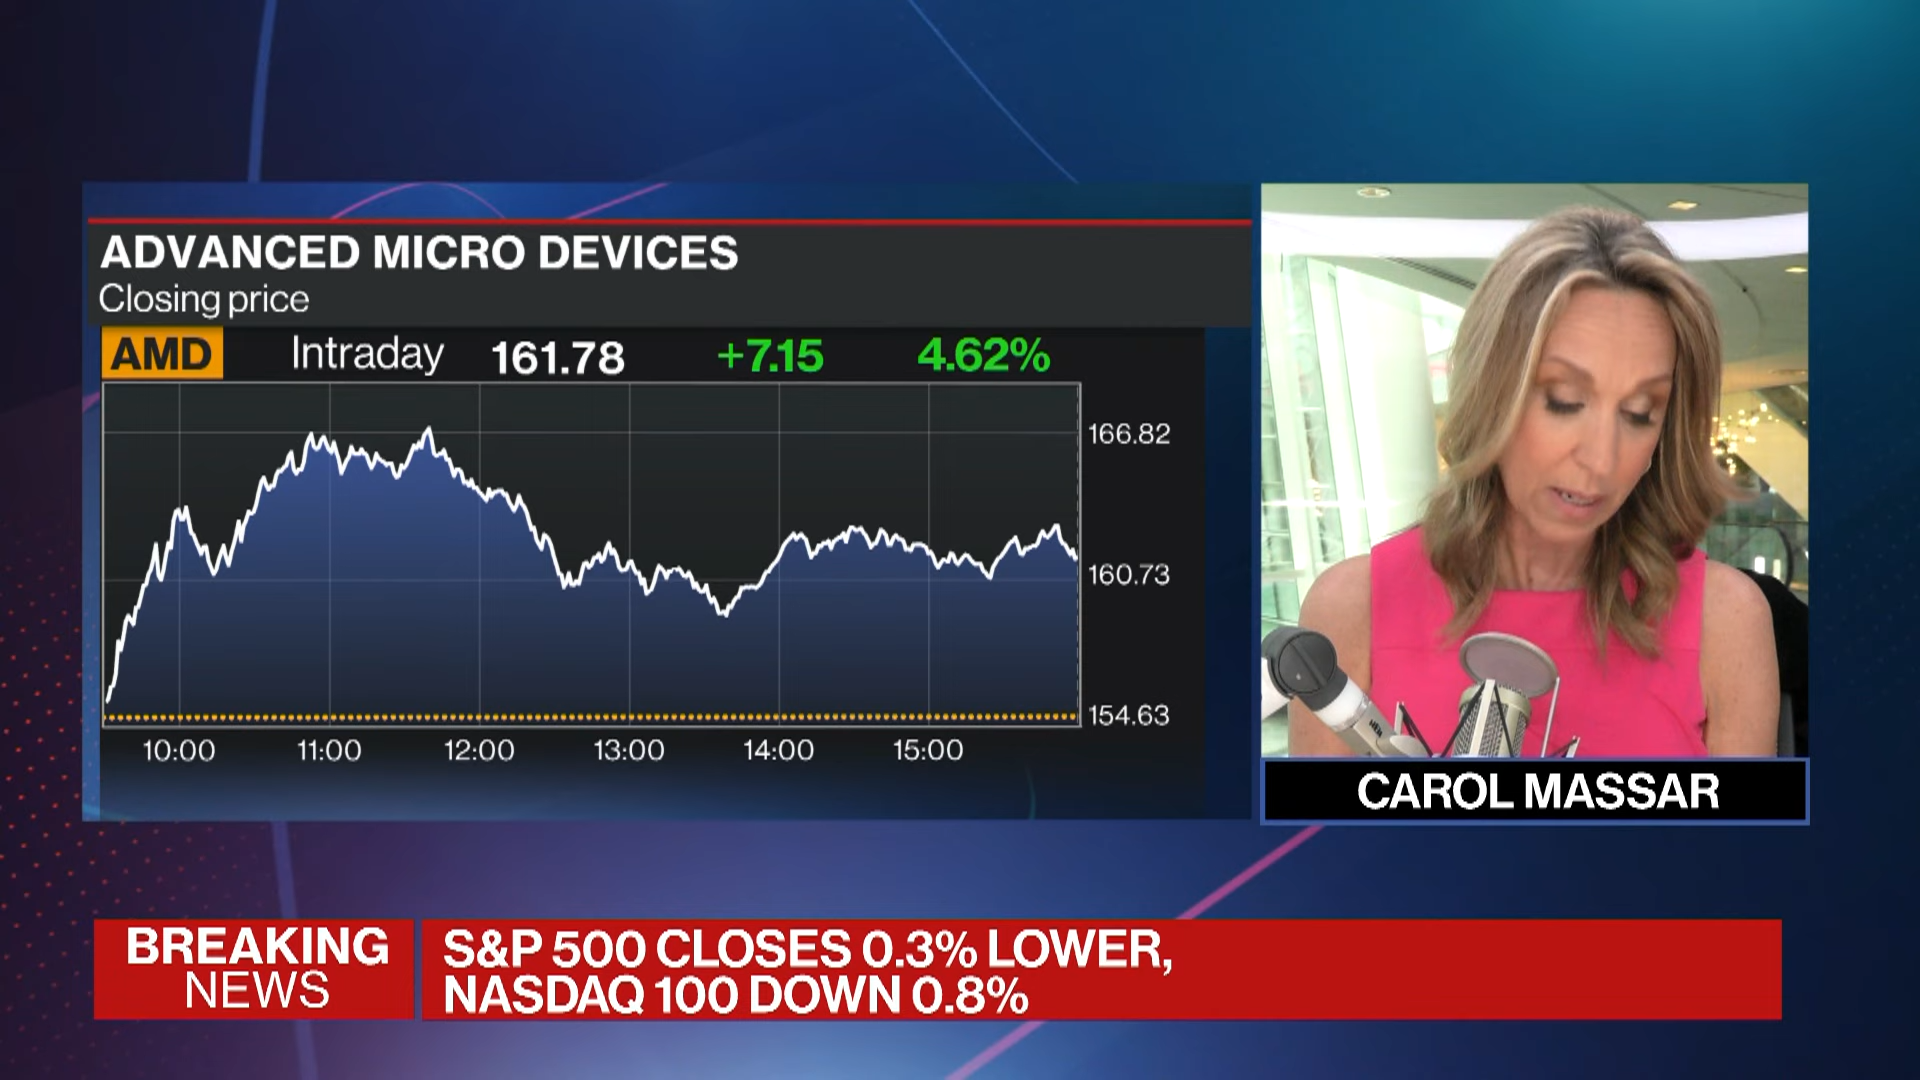 ADVANCED MICRO DEVICES
Closing price
AMD Intraday 161.78 +7.15 4.62%
166.82
160.73
154.63
10:00 11:00 12:00 13:00 14:00 15:00
CAROL MASSAR
BREAKING
NEWS
S&P 500 CLOSES 0.3% LOWER,
NASDAQ 100 DOWN 0.8%